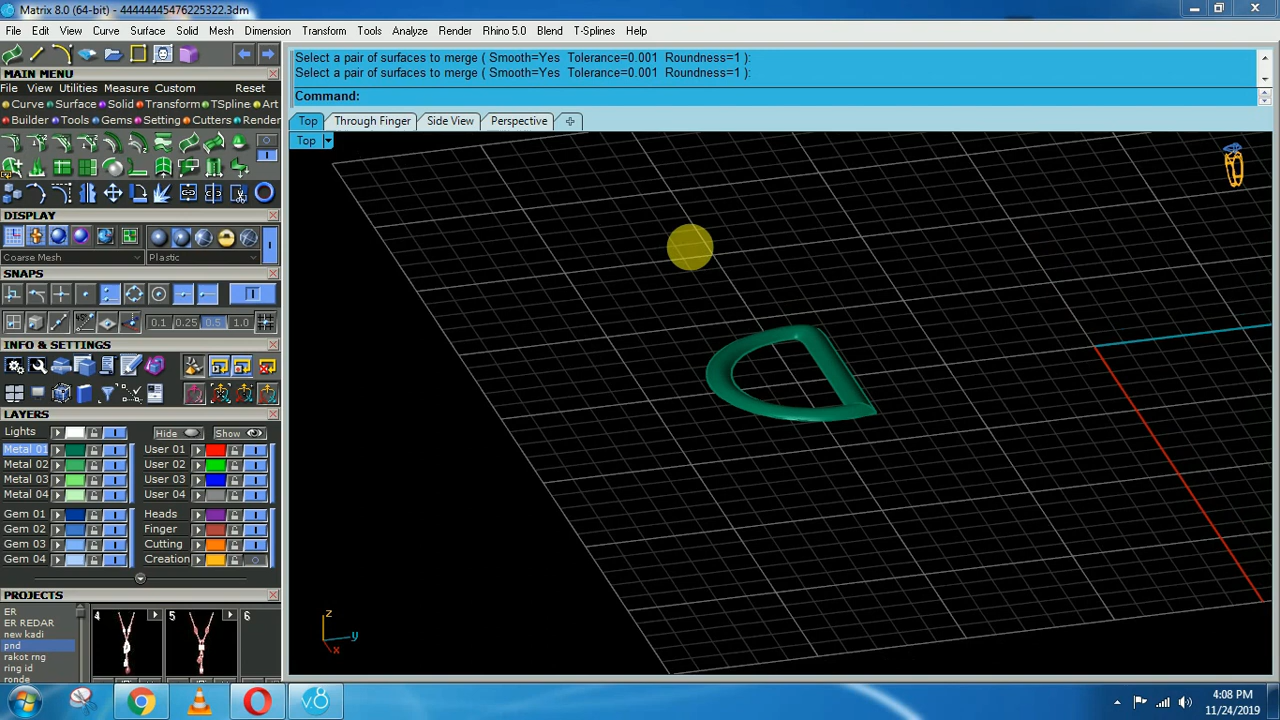 Matrix 8.0 (64-bit) - 44444445476225322.3dm
File Edit View Curve Surface Solid Mesh Dimension Transform Tools Analyze Render Rhino 5.0 Blend T-Splines Help
Select a pair of surfaces to merge ( Smooth=Yes Tolerance=0.001 Roundness=1 ):
Select a pair of surfaces to merge ( Smooth=Yes Tolerance=0.001 Roundness=1 ):
Command:
MAIN MENU
File View Utilities Measure Custom Reset
Curve Surface Solid Transform TSpline Art
Builder Tools Gems Setting Cutters Render
Top Through Finger Side View Perspective
Top
DISPLAY
Coarse Mesh Plastic
SNAPS
0.1 0.25 0.5 1.0
INFO & SETTINGS
LAYERS
Lights Hide Show
Metal 01 User 01
Metal 02 User 02
Metal 03 User 03
Metal 04 User 04
Gem 01 Heads
Gem 02 Finger
Gem 03 Cutting
Gem 04 Creation
PROJECTS
ER
ER REDAR
new kadi
pnd
rakot rng
ring id
ronde
4 5 6
z
y
x
v8
4:08 PM
11/24/2019